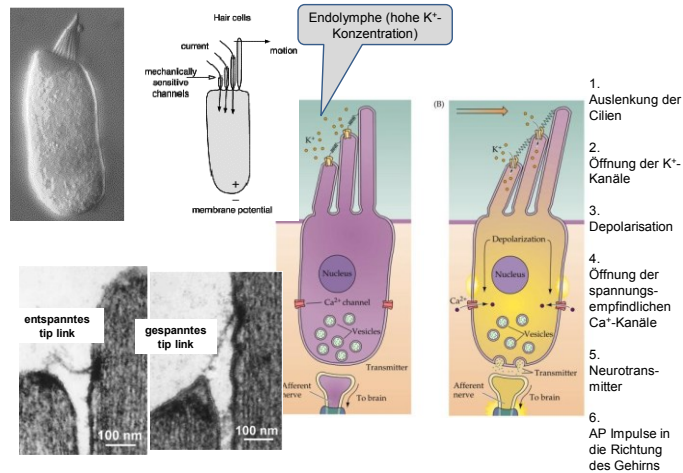 Hair cells
current
motion
mechanically
sensitive
channels
+
–
membrane potential
Endolymphe (hohe K⁺-
Konzentration)
K⁺
Nucleus
Ca²⁺ channel
Vesicles
Transmitter
Afferent
nerve
To brain
(B)
K⁺
Depolarization
Nucleus
Ca²⁺
Vesicles
Transmitter
Afferent
nerve
To brain
entspanntes
tip link
100 nm
gespanntes
tip link
100 nm
1.
Auslenkung der
Cilien
2.
Öffnung der K⁺-
Kanäle
3.
Depolarisation
4.
Öffnung der
spannungs-
empfindlichen
Ca⁺-Kanäle
5.
Neurotrans-
mitter
6.
AP Impulse in
die Richtung
des Gehirns